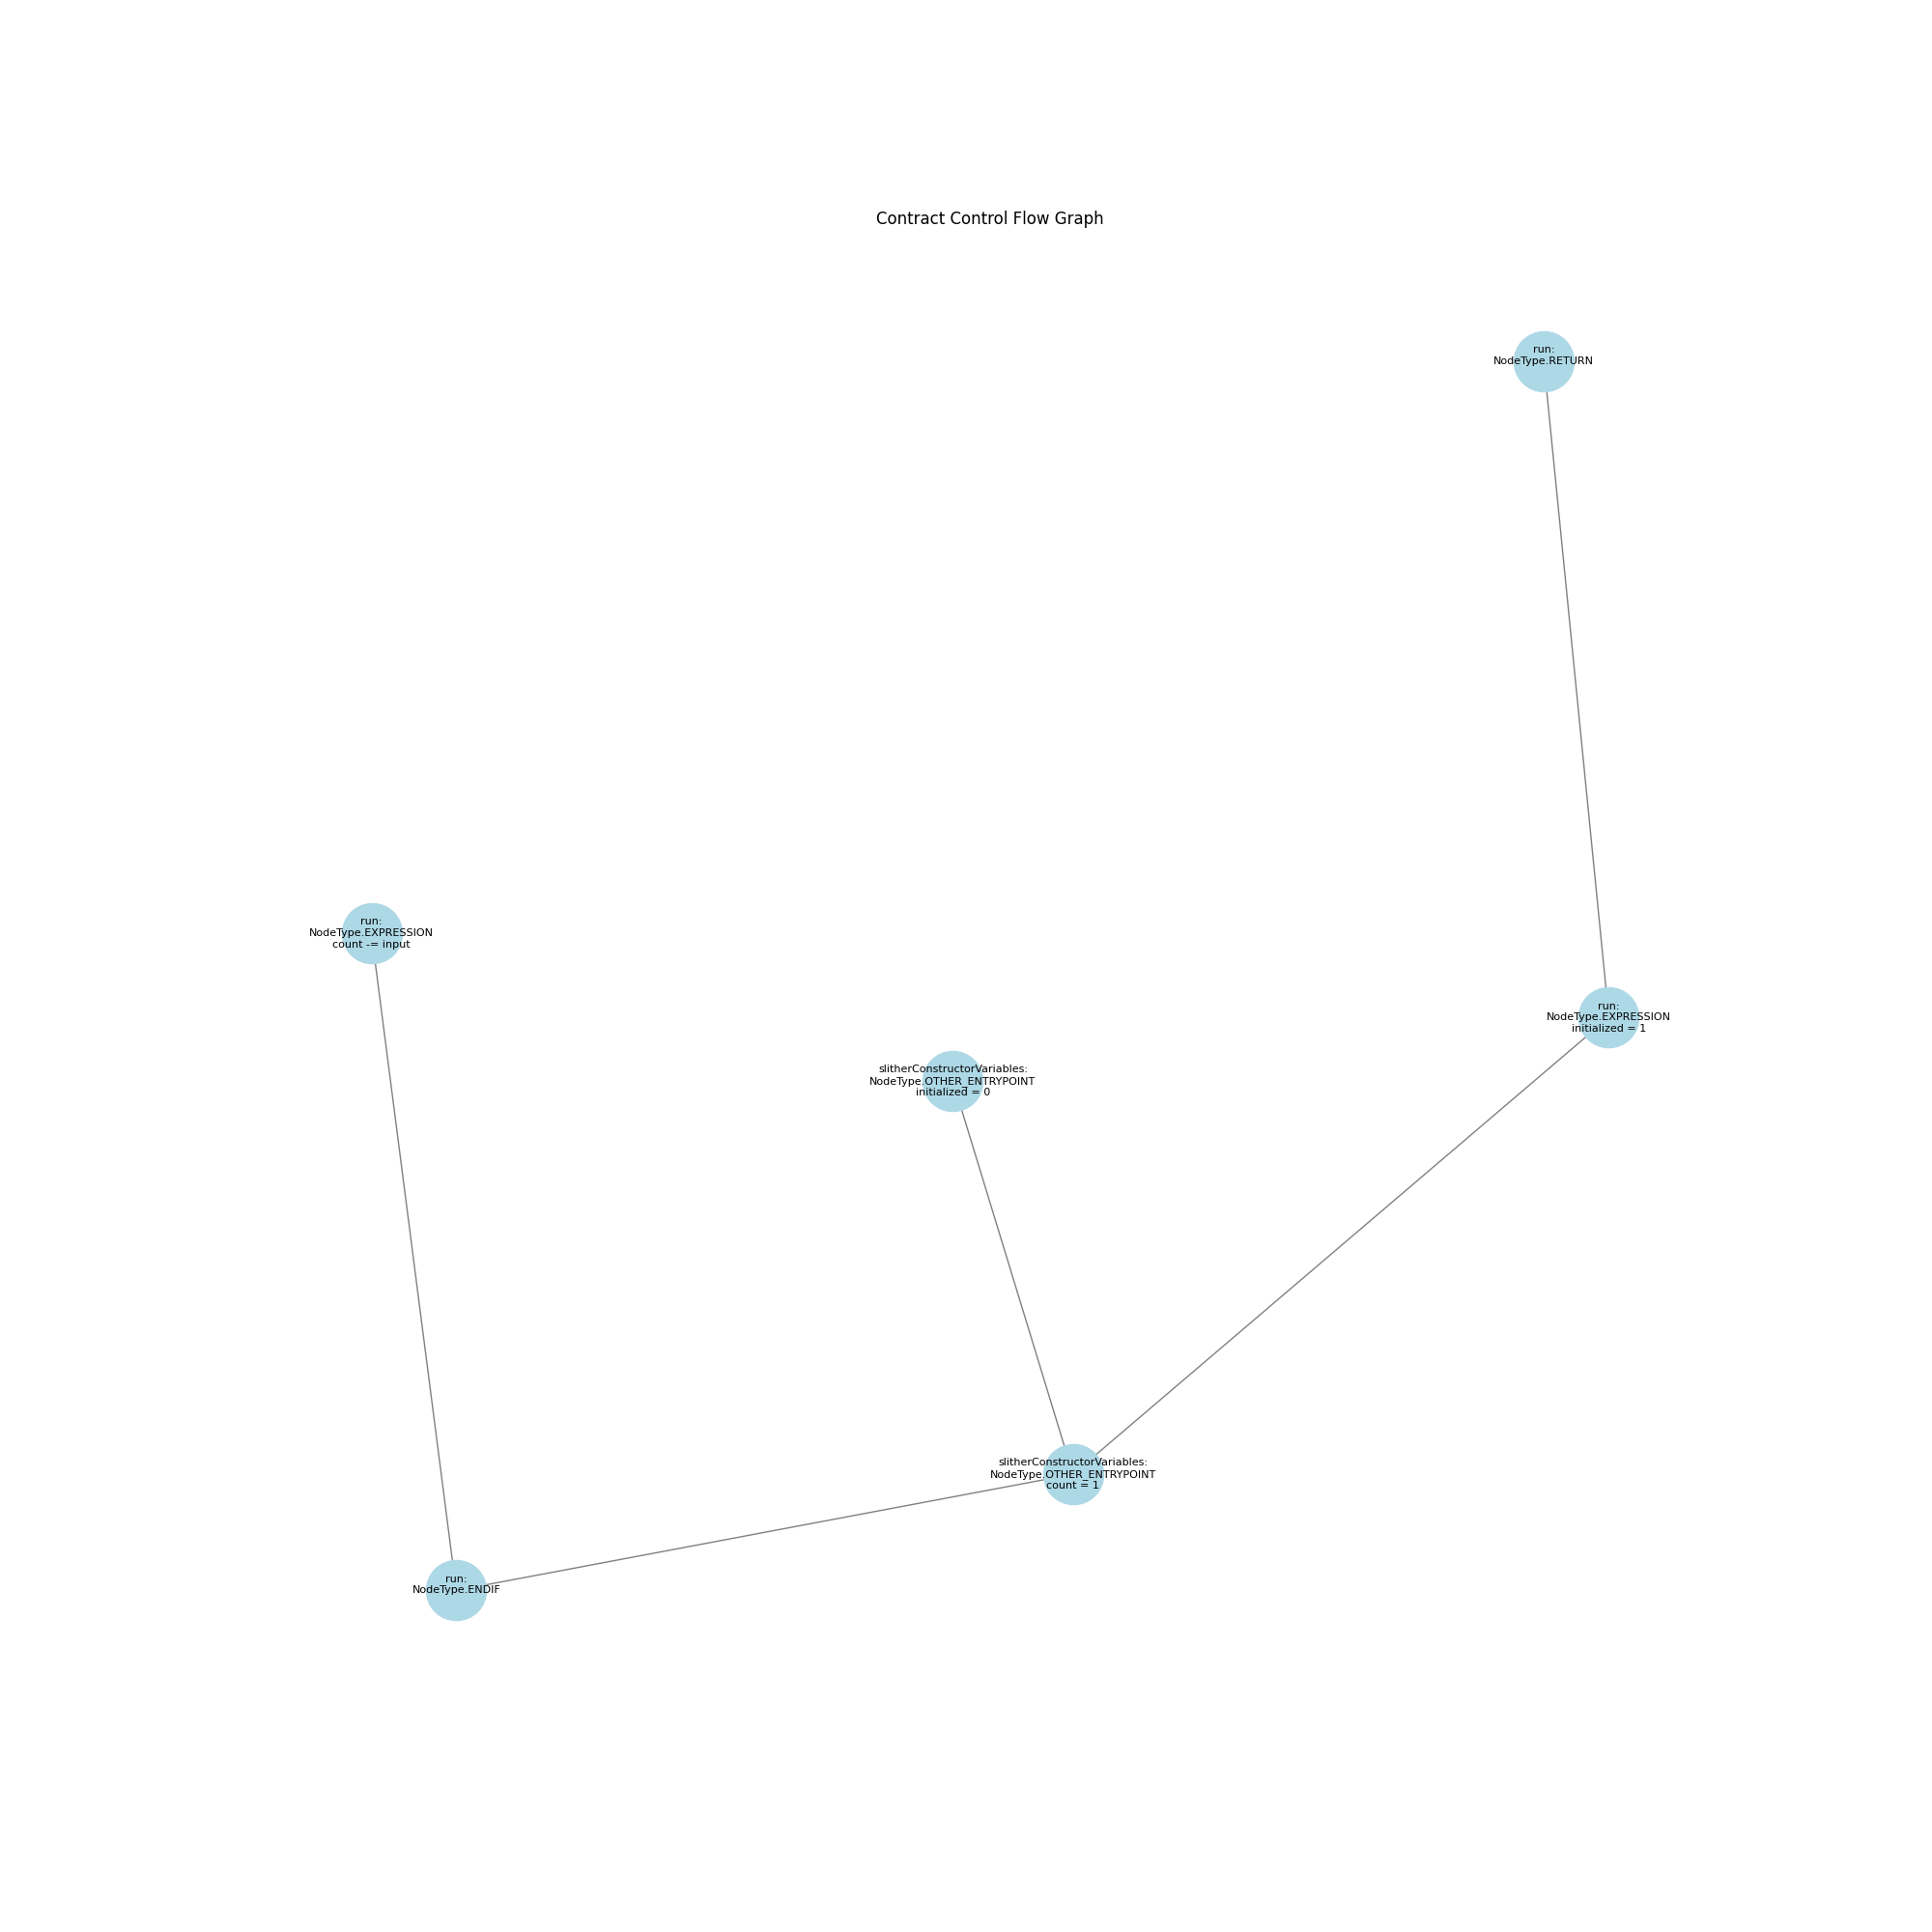 Contract Control Flow Graph
run:
NodeType.RETURN
run:
NodeType.EXPRESSION
count -= input
run:
NodeType.EXPRESSION
initialized = 1
slitherConstructorVariables:
NodeType.OTHER_ENTRYPOINT
initialized = 0
slitherConstructorVariables:
NodeType.OTHER_ENTRYPOINT
count = 1
run:
NodeType.ENDIF